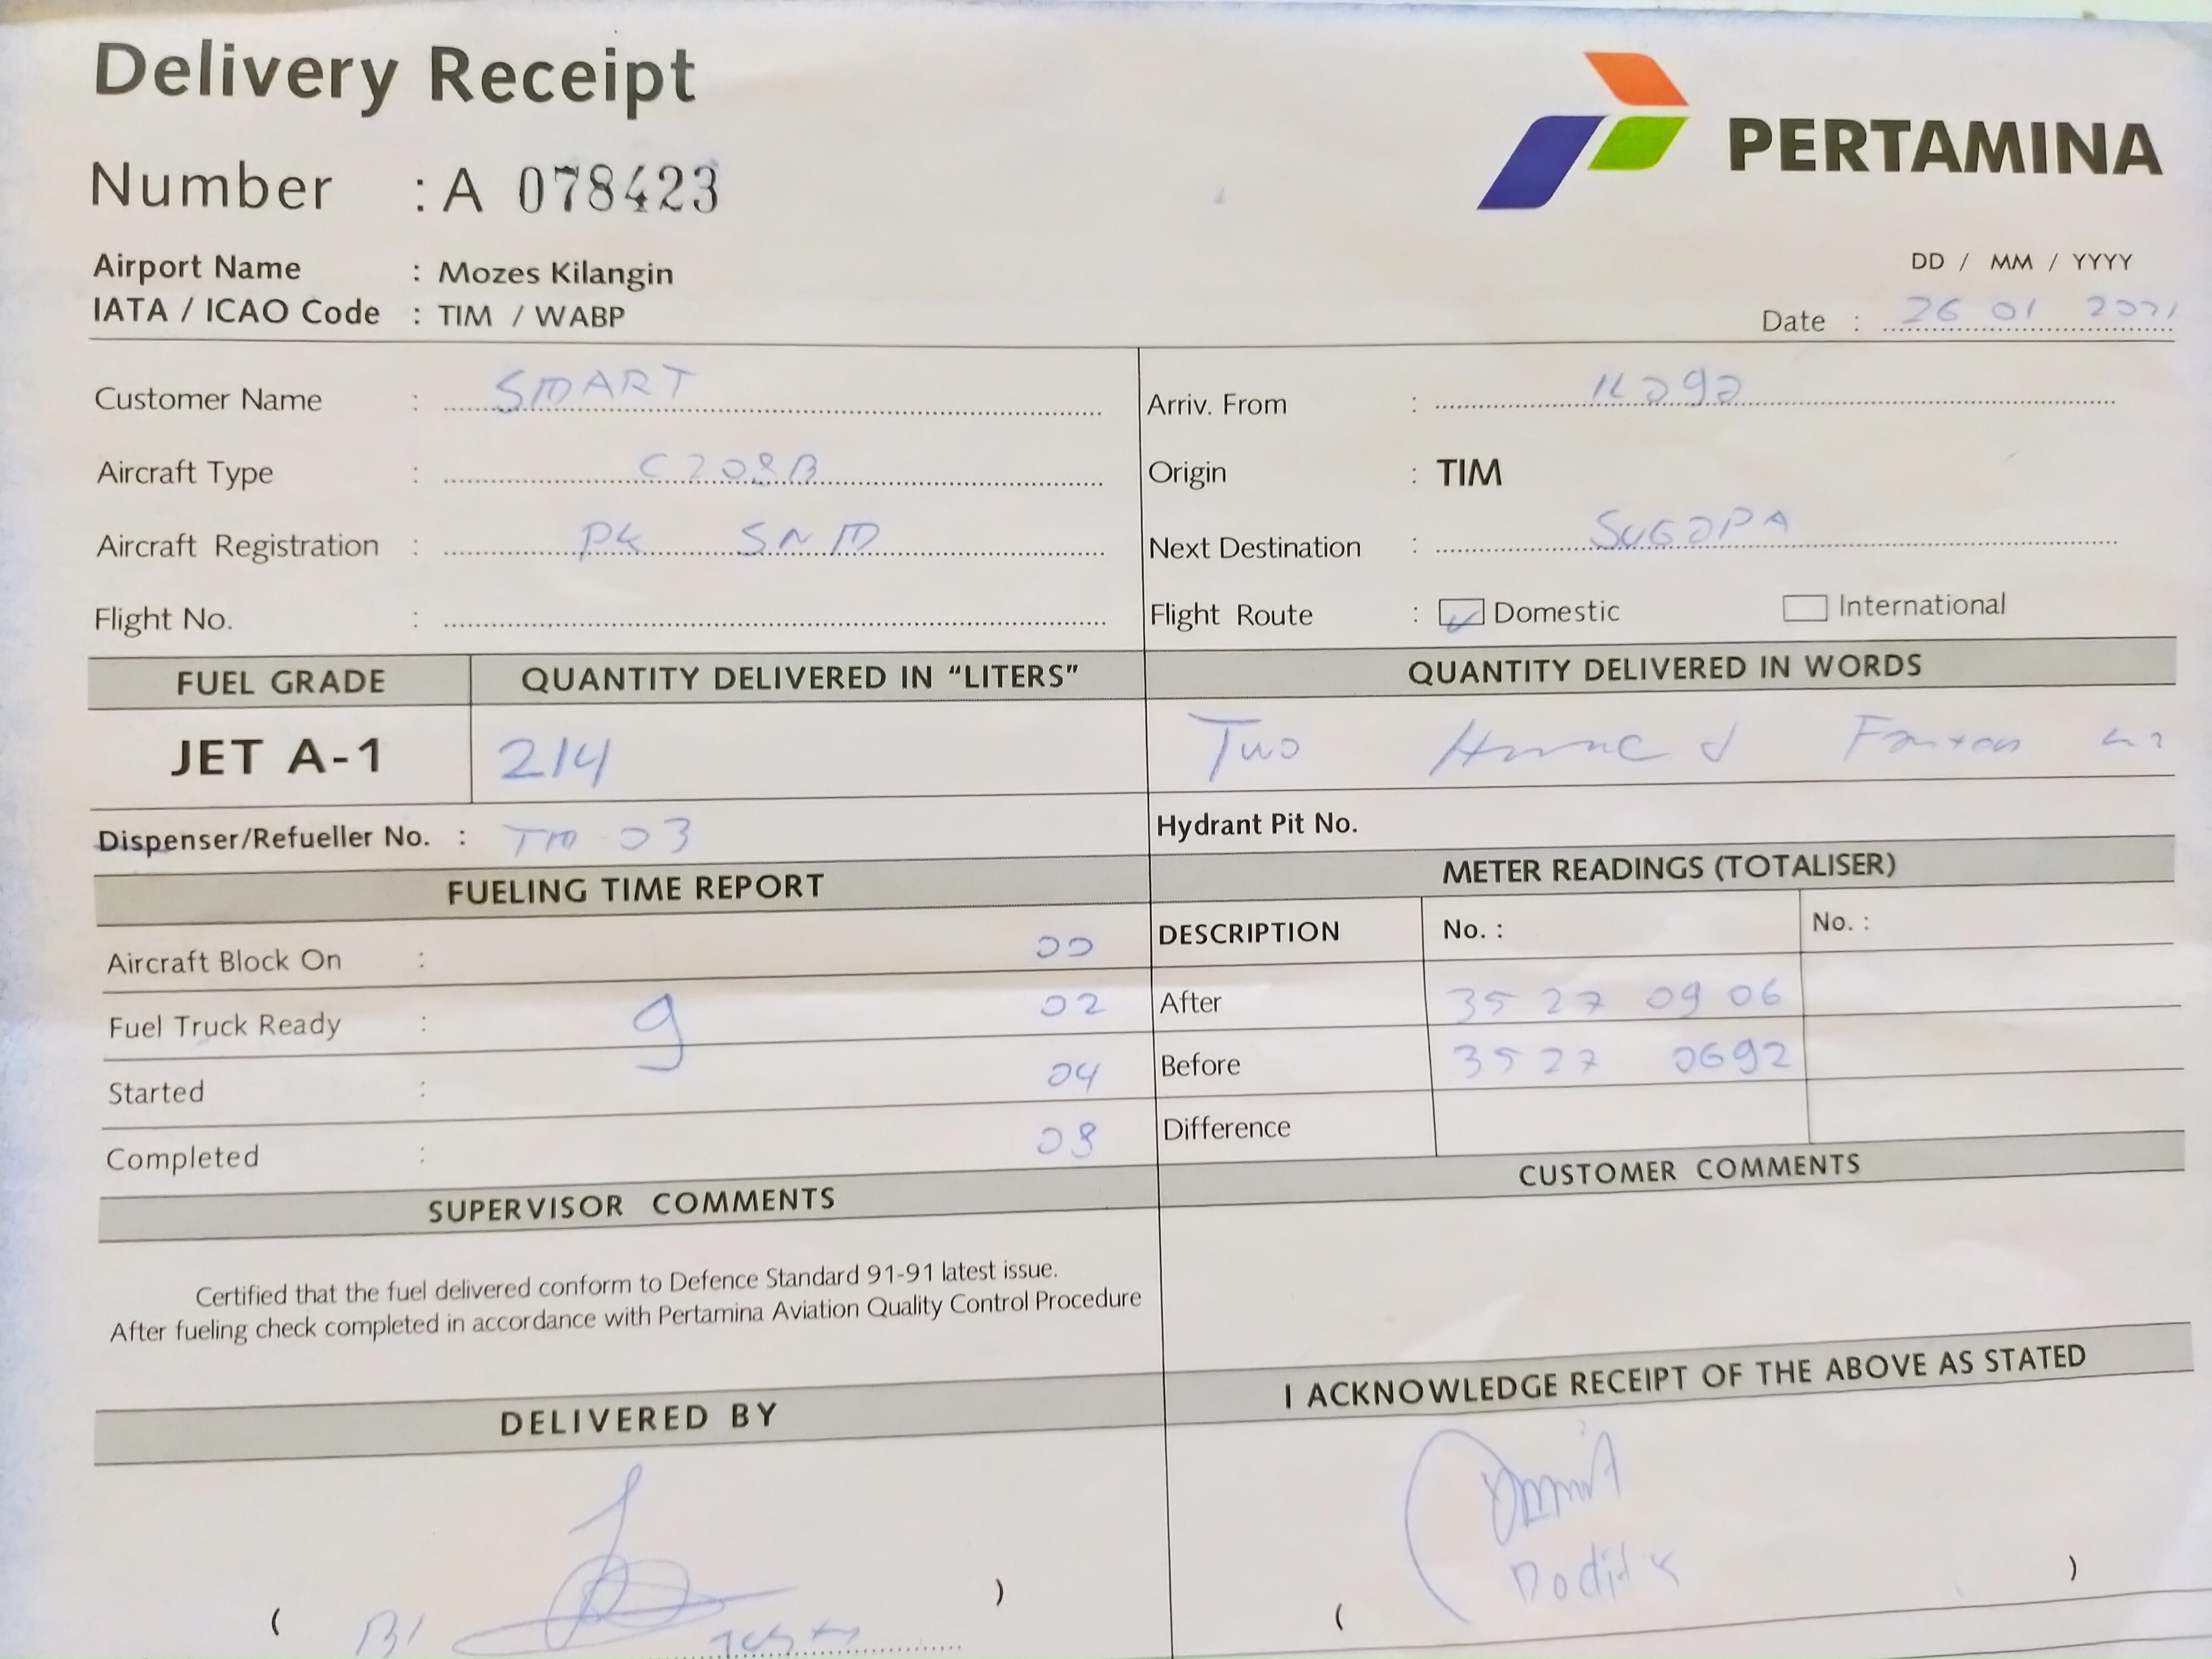 Delivery Receipt
PERTAMINA
Number : A 078423
Airport Name : Mozes Kilangin
IATA / ICAO Code : TIM / WABP
DD / MM / YYYY
Date : 26 01 2021
Customer Name : SMART
Arriv. From :
Aircraft Type : C208B
Origin : TIM
Aircraft Registration : PK SNM
Next Destination : SUGAPA
Flight No. :
Flight Route : Domestic International
FUEL GRADE QUANTITY DELIVERED IN "LITERS" QUANTITY DELIVERED IN WORDS
JET A-1 214 Two
Dispenser/Refueller No. : TM 03
Hydrant Pit No.
FUELING TIME REPORT
METER READINGS (TOTALISER)
DESCRIPTION No. : No. :
Aircraft Block On : 00
Fuel Truck Ready : 9 02
After 35 27 09 06
Started : 04
Before 35 27 0692
Completed : 08
Difference
SUPERVISOR COMMENTS
CUSTOMER COMMENTS
Certified that the fuel delivered conform to Defence Standard 91-91 latest issue.
After fueling check completed in accordance with Pertamina Aviation Quality Control Procedure
DELIVERED BY
I ACKNOWLEDGE RECEIPT OF THE ABOVE AS STATED